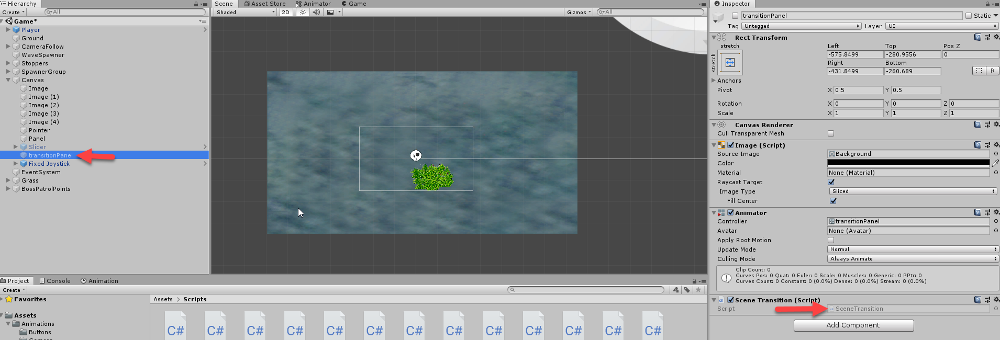 Hierarchy
Create
All
Game*
Player
Ground
CameraFollow
WaveSpawner
Stoppers
SpawnerGroup
Canvas
Image
Image (1)
Image (2)
Image (3)
Image (4)
Pointer
Panel
Slider
transitionPanel
Fixed Joystick
EventSystem
Grass
BossPatrolPoints
Scene
Asset Store
Animator
Game
Shaded
2D
Gizmos
All
Project
Console
Animation
Create
Favorites
Assets
Animations
Buttons
Assets > Scripts
C# C# C# C# C# C# C# C# C# C# C# C# C#
Inspector
transitionPanel
Static
Tag Untagged Layer UI
Rect Transform
stretch
stretch
Left Top Pos Z
-575.8499 -280.9556 0
Right Bottom
-431.8499 -260.689
R
Anchors
Pivot X 0.5 Y 0.5
Rotation X 0 Y 0 Z 0
Scale X 1 Y 1 Z 1
Canvas Renderer
Cull Transparent Mesh
Image (Script)
Source Image Background
Color
Material None (Material)
Raycast Target
Image Type Sliced
Fill Center
Animator
Controller transitionPanel
Avatar None (Avatar)
Apply Root Motion
Update Mode Normal
Culling Mode Always Animate
Clip Count: 0
Curves Pos: 0 Quat: 0 Euler: 0 Scale: 0 Muscles: 0 Generic: 0 PPtr: 0
Curves Count: 0 Constant: 0 (0.0%) Dense: 0 (0.0%) Stream: 0 (0.0%)
C# Scene Transition (Script)
Script SceneTransition
Add Component